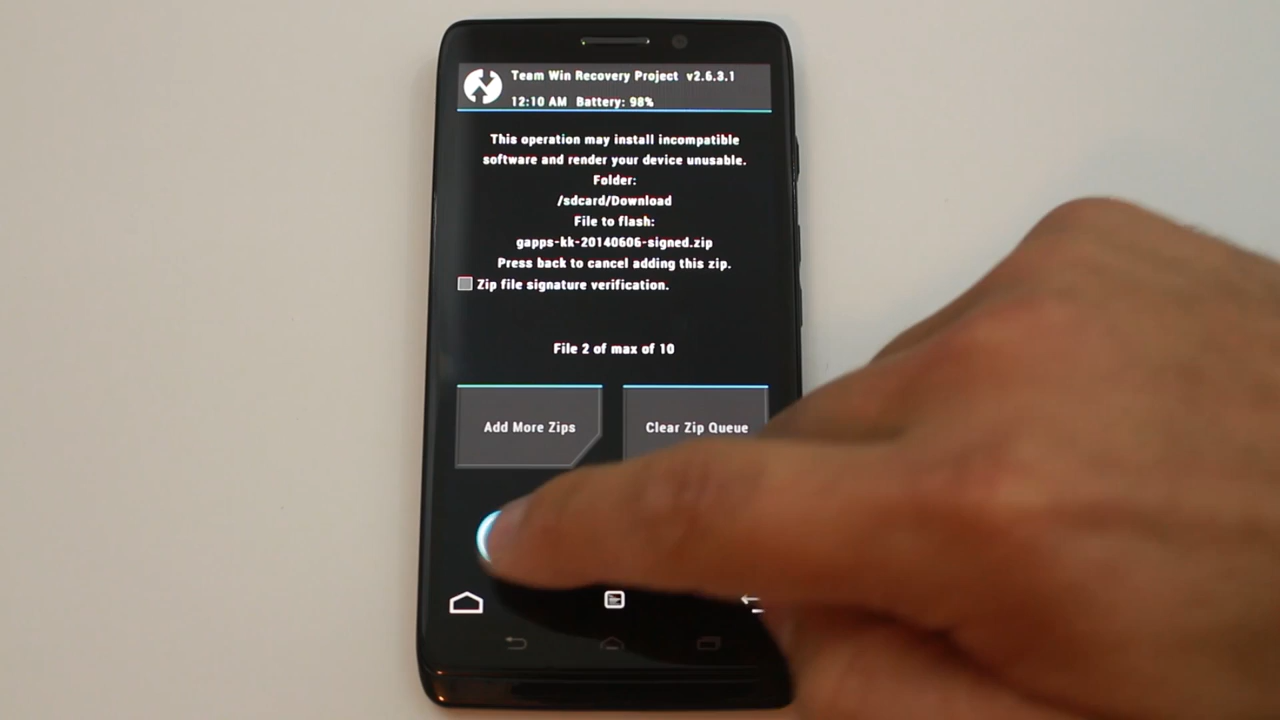 Team Win Recovery Project v2.6.3.1
12:10 AM Battery: 98%
This operation may install incompatible
software and render your device unusable.
Folder:
/sdcard/Download
File to flash:
gapps-kk-20140606-signed.zip
Press back to cancel adding this zip.
Zip file signature verification.
File 2 of max of 10
Add More Zips
Clear Zip Queue